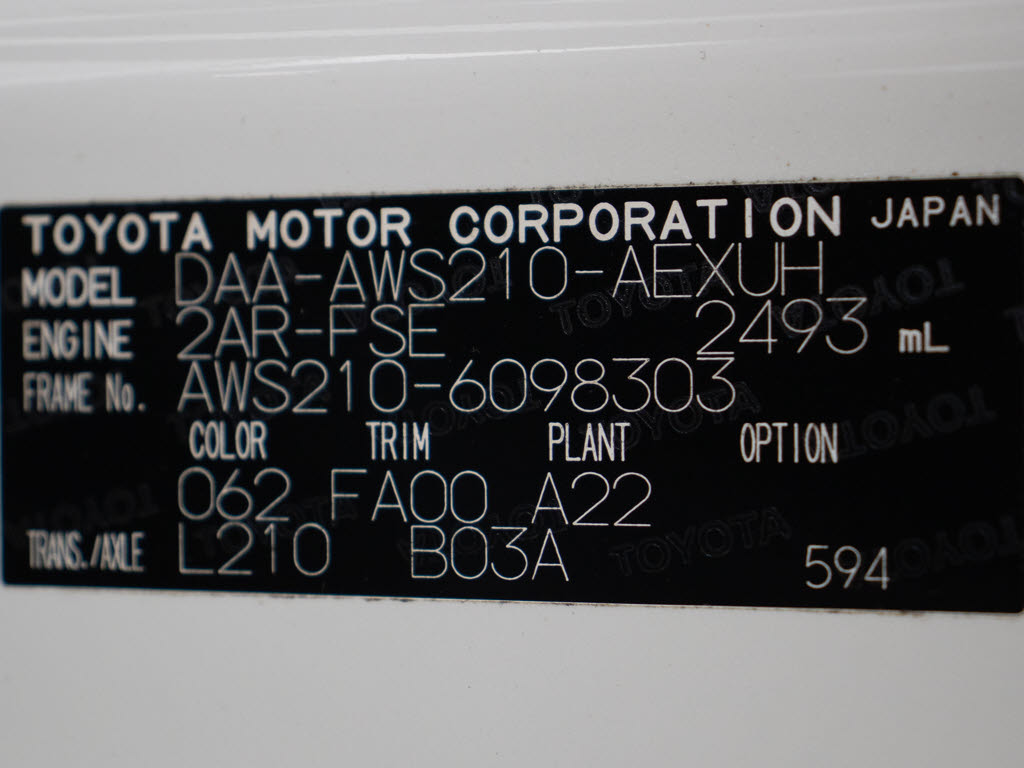 TOYOTA MOTOR CORPORATION JAPAN
MODEL DAA-AWS210-AEXUH
ENGINE 2AR-FSE 2493 mL
FRAME No. AWS210-6098303
COLOR TRIM PLANT OPTION
062 FA00 A22
TRANS./AXLE L210 B03A 594